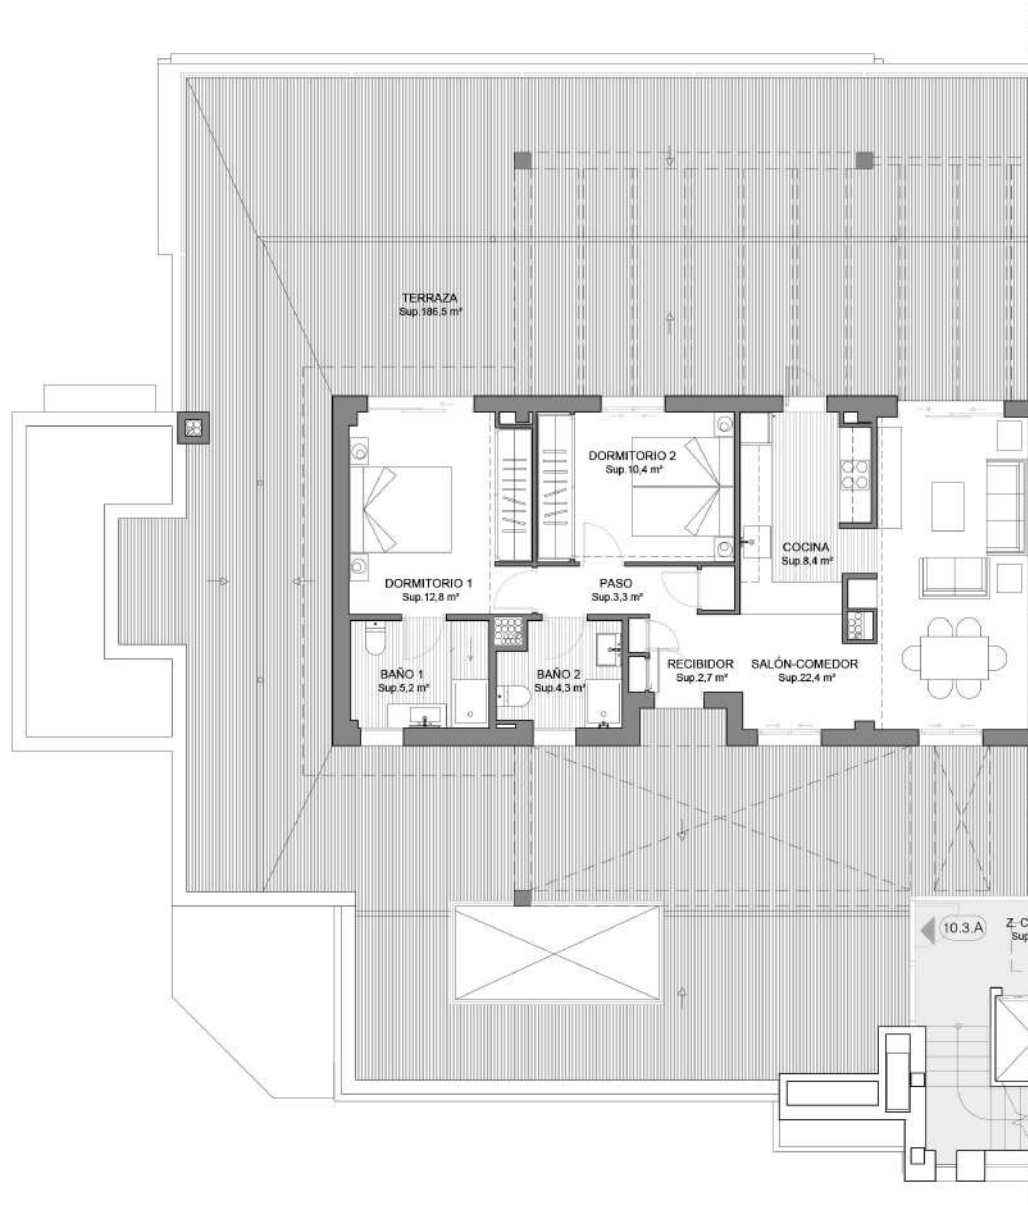 TERRAZA
Sup.186,5 m²
DORMITORIO 2
Sup.10,4 m²
COCINA
Sup.8,4 m²
DORMITORIO 1
Sup.12,8 m²
PASO
Sup.3,3 m²
BAÑO 1
Sup.5,2 m²
BAÑO 2
Sup.4,3 m²
RECIBIDOR
Sup.2,7 m²
SALÓN-COMEDOR
Sup.22,4 m²
10.3.A
Z. C
Sup